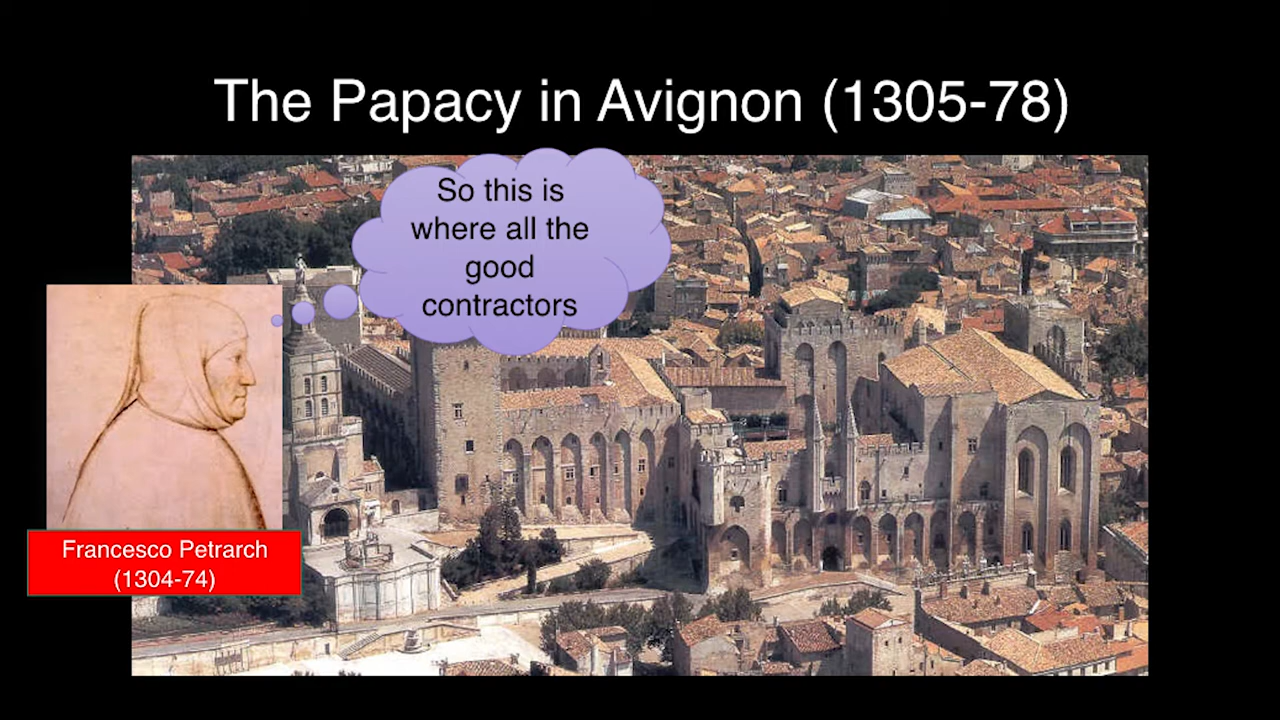 The Papacy in Avignon (1305-78)
So this is
where all the
good
contractors
Francesco Petrarch
(1304-74)